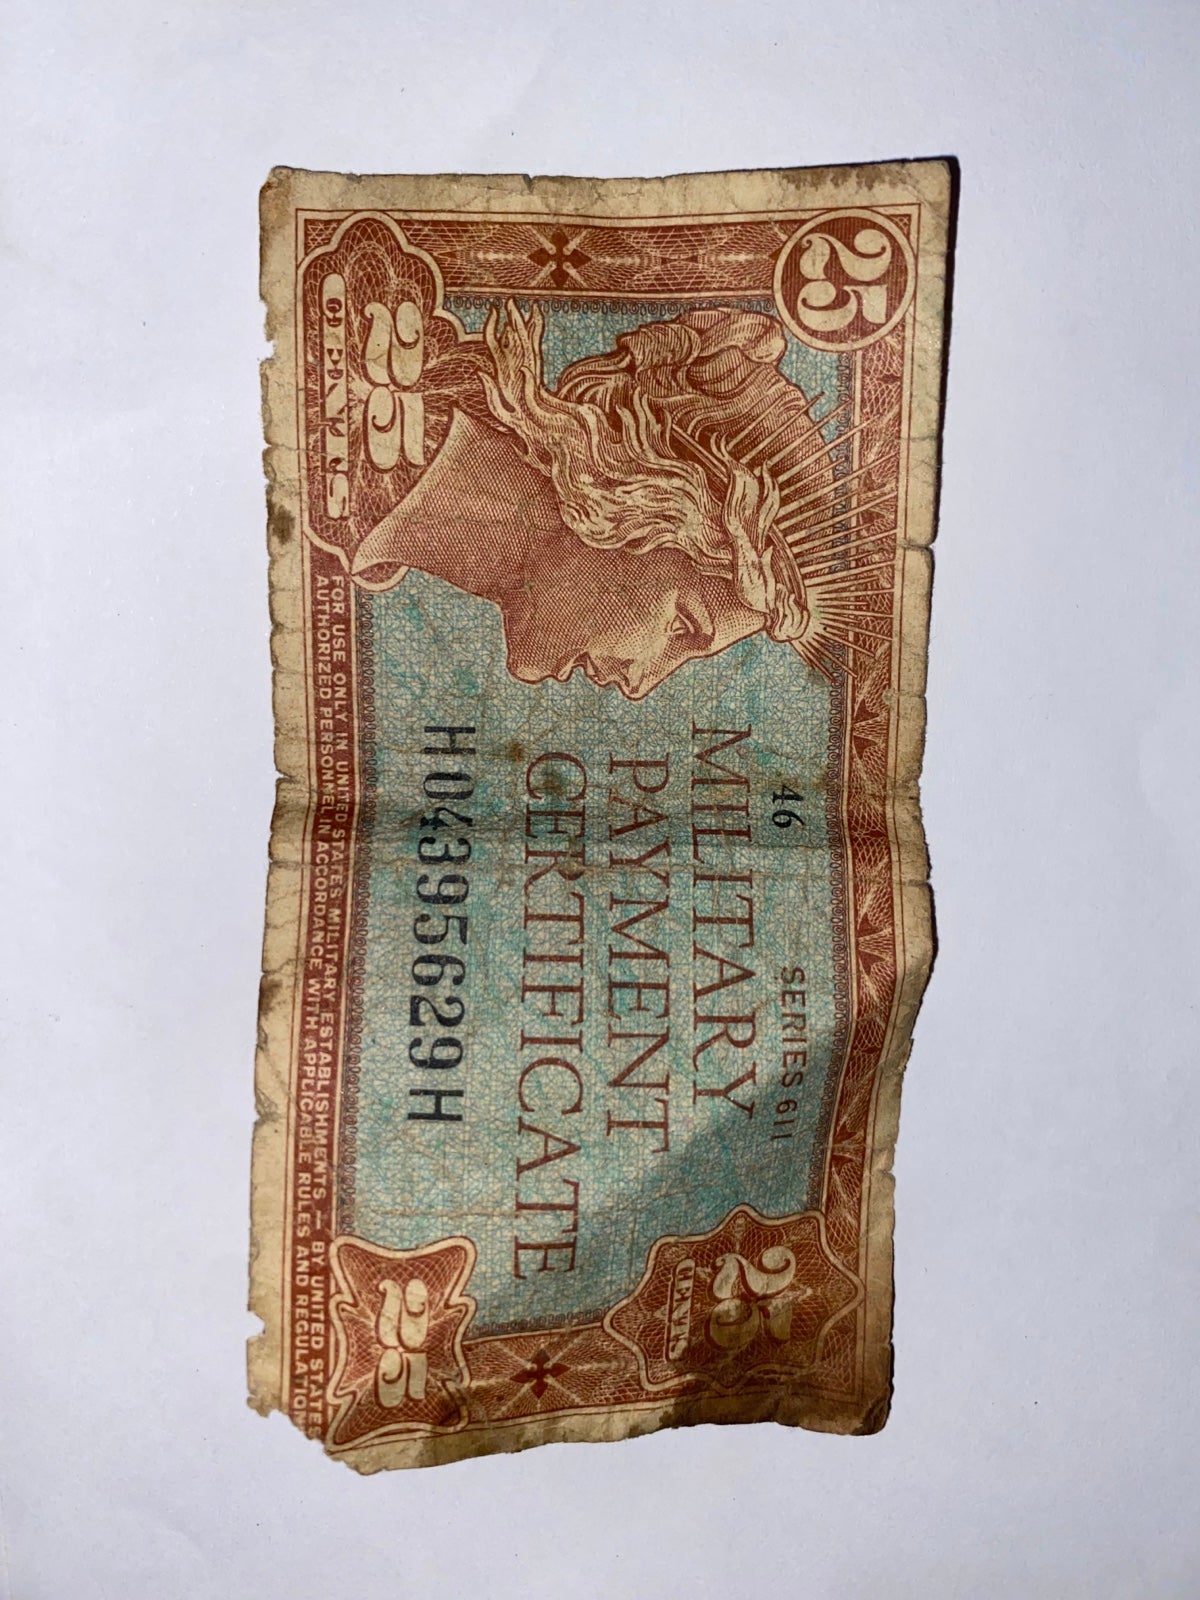 25
46
SERIES 611
25
CENTS
MILITARY
PAYMENT
CERTIFICATE
H04395629H
25
CENTS
25
FOR USE ONLY IN UNITED STATES MILITARY ESTABLISHMENTS — BY UNITED STATES
AUTHORIZED PERSONNEL IN ACCORDANCE WITH APPLICABLE RULES AND REGULATION